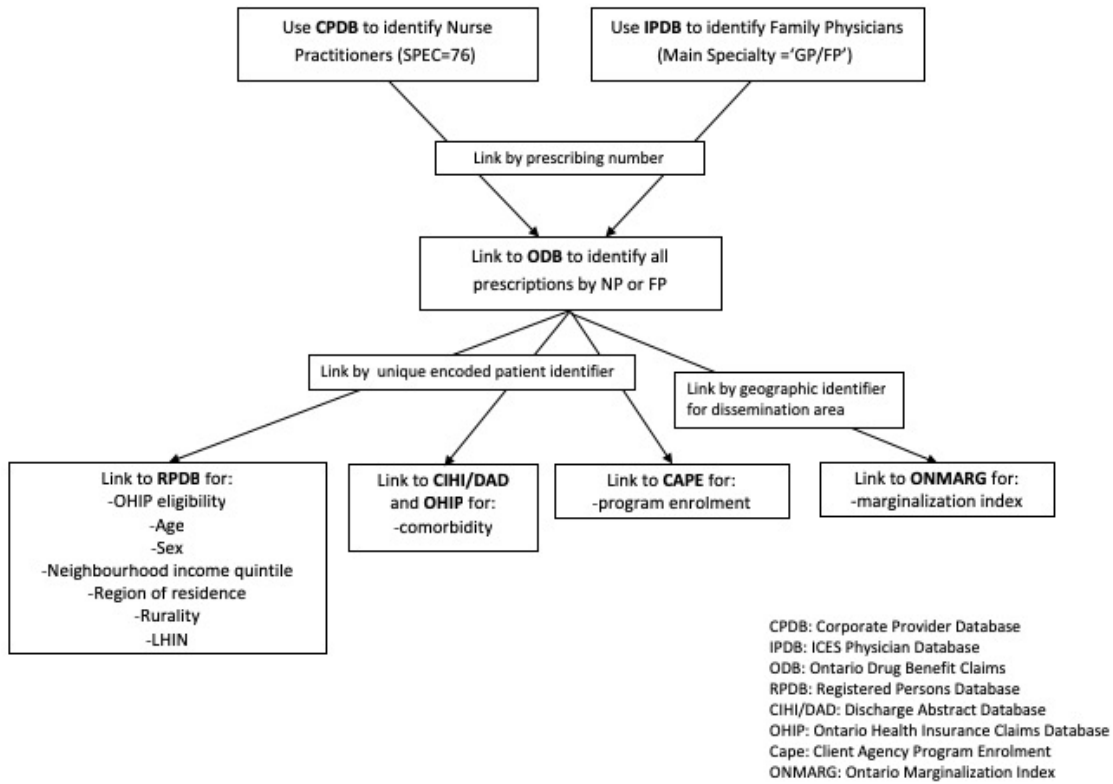 Use CPDB to identify Nurse
Practitioners (SPEC=76)
Use IPDB to identify Family Physicians
(Main Specialty ='GP/FP')
Link by prescribing number
Link to ODB to identify all
prescriptions by NP or FP
Link by  unique encoded patient identifier
Link by geographic identifier
for dissemination area
Link to RPDB for:
-OHIP eligibility
-Age
-Sex
-Neighbourhood income quintile
-Region of residence
-Rurality
-LHIN
Link to CIHI/DAD
and OHIP for:
-comorbidity
Link to CAPE for:
-program enrolment
Link to ONMARG for:
-marginalization index
CPDB: Corporate Provider Database
IPDB: ICES Physician Database
ODB: Ontario Drug Benefit Claims
RPDB: Registered Persons Database
CIHI/DAD: Discharge Abstract Database
OHIP: Ontario Health Insurance Claims Database
Cape: Client Agency Program Enrolment
ONMARG: Ontario Marginalization Index